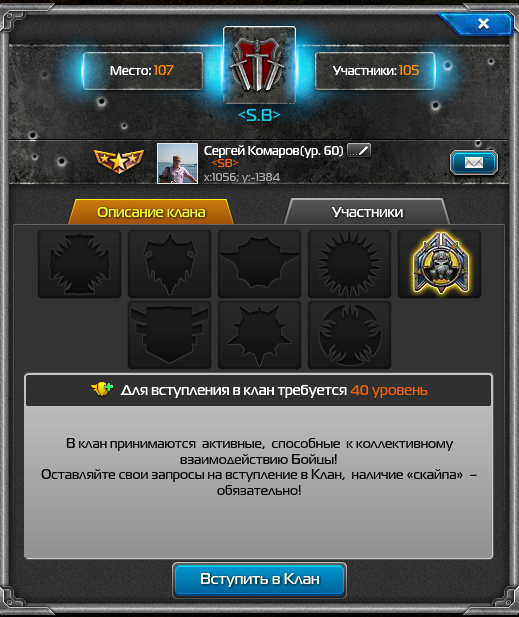 Место: 107
Участники: 105
<S.B>
Сергей Комаров(ур. 60)
<SB>
x:1056; y:-1384
Описание клана
Участники
Для вступления в клан требуется 40 уровень
В клан принимаются активные, способные к коллективному
взаимодействию Бойцы!
Оставляйте свои запросы на вступление в Клан, наличие «скайпа» –
обязательно!
Вступить в Клан